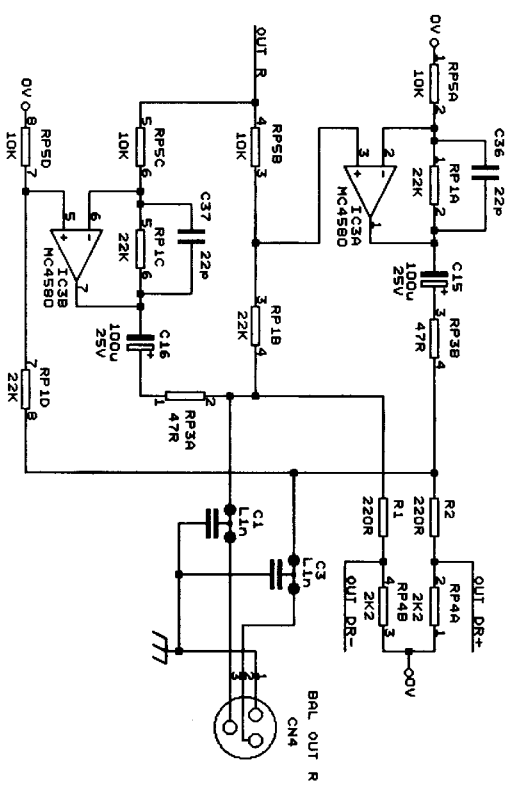 0V
1
RP5A
10K
2
C36
22p
1
RP1A
22K
2
2
-
3
+
1
IC3A
MC4580
C15
100u
25V
+
3
RP3B
47R
4
R2
220R
OUT DR+
2
RP4A
2K2
1
0V
R1
220R
4
RP4B
2K2
3
OUT DR-
OUT R
4
RP5B
10K
3
3
RP1B
22K
4
5
RP5C
10K
6
C37
22p
5
RP1C
22K
6
6
-
5
+
7
IC3B
MC4580
C16
100u
25V
+
1
RP3A
47R
2
C3
L1n
C1
L1n
1
2
3
BAL OUT R
CN4
0V
8
RP5D
10K
7
7
RP1D
22K
8